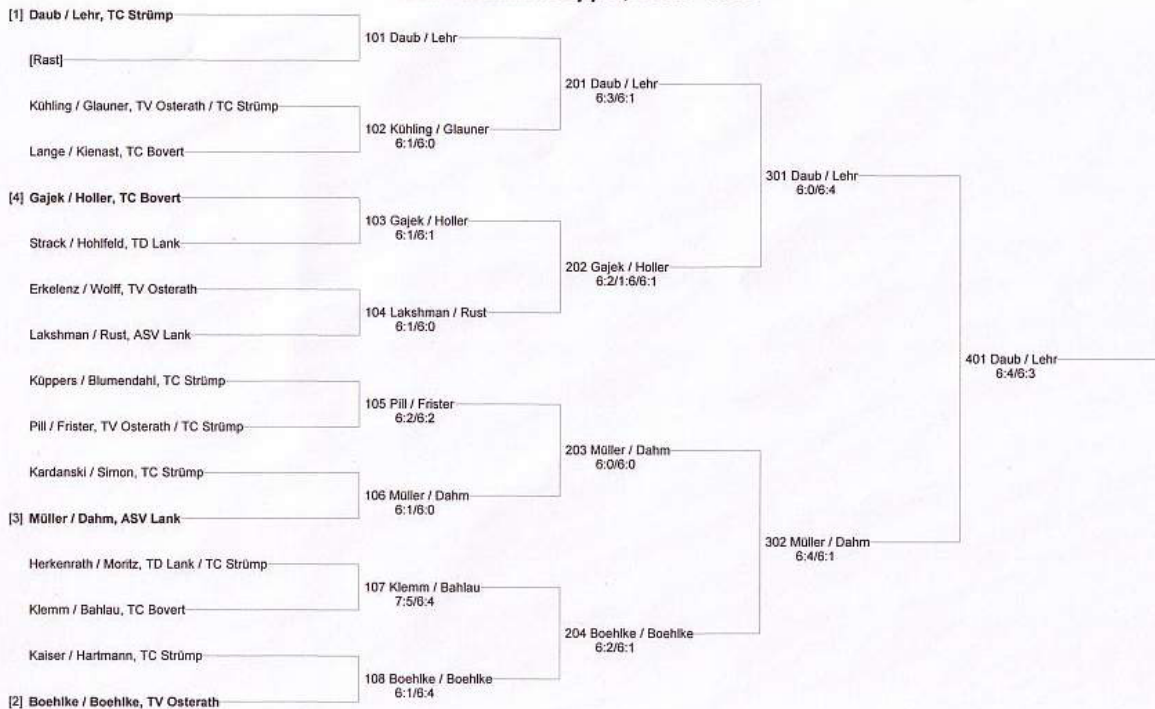 [1] Daub / Lehr, TC Strümp
[Rast]
Kühling / Glauner, TV Osterath / TC Strümp
Lange / Kienast, TC Bovert
[4] Gajek / Holler, TC Bovert
Strack / Hohlfeld, TD Lank
Erkelenz / Wolff, TV Osterath
Lakshman / Rust, ASV Lank
Küppers / Blumendahl, TC Strümp
Pill / Frister, TV Osterath / TC Strümp
Kardanski / Simon, TC Strümp
[3] Müller / Dahm, ASV Lank
Herkenrath / Moritz, TD Lank / TC Strümp
Klemm / Bahlau, TC Bovert
Kaiser / Hartmann, TC Strümp
[2] Boehlke / Boehlke, TV Osterath
101 Daub / Lehr
102 Kühling / Glauner
6:1/6:0
103 Gajek / Holler
6:1/6:1
104 Lakshman / Rust
6:1/6:0
105 Pill / Frister
6:2/6:2
106 Müller / Dahm
6:1/6:0
107 Klemm / Bahlau
7:5/6:4
108 Boehlke / Boehlke
6:1/6:4
201 Daub / Lehr
6:3/6:1
202 Gajek / Holler
6:2/1:6/6:1
203 Müller / Dahm
6:0/6:0
204 Boehlke / Boehlke
6:2/6:1
301 Daub / Lehr
6:0/6:4
302 Müller / Dahm
6:4/6:1
401 Daub / Lehr
6:4/6:3